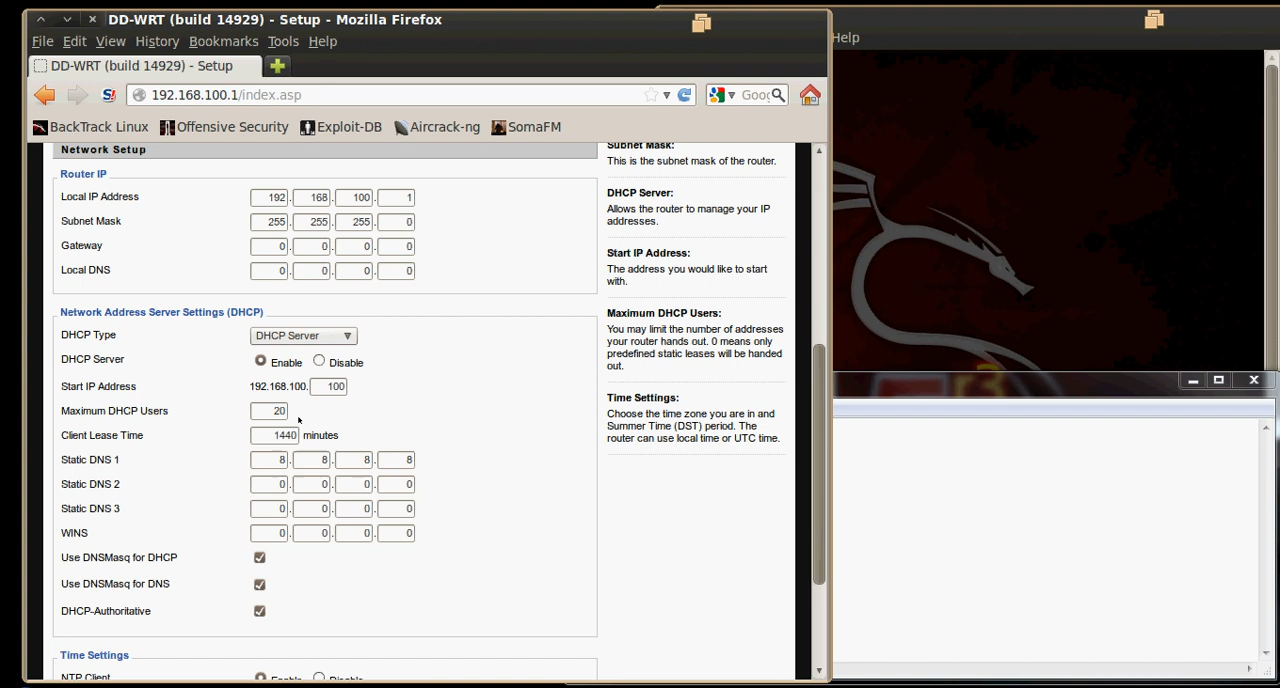 DD-WRT (build 14929) - Setup - Mozilla Firefox
File Edit View History Bookmarks Tools Help
Help
DD-WRT (build 14929) - Setup
192.168.100.1/index.asp
Goo
BackTrack Linux Offensive Security Exploit-DB Aircrack-ng SomaFM
Network Setup
Router IP
Local IP Address 192 . 168 . 100 . 1
Subnet Mask 255 . 255 . 255 . 0
Gateway 0 . 0 . 0 . 0
Local DNS 0 . 0 . 0 . 0
Network Address Server Settings (DHCP)
DHCP Type DHCP Server
DHCP Server Enable Disable
Start IP Address 192.168.100. 100
Maximum DHCP Users 20
Client Lease Time 1440 minutes
Static DNS 1 8 . 8 . 8 . 8
Static DNS 2 0 . 0 . 0 . 0
Static DNS 3 0 . 0 . 0 . 0
WINS 0 . 0 . 0 . 0
Use DNSMasq for DHCP
Use DNSMasq for DNS
DHCP-Authoritative
Time Settings
NTP Client Enable Disable
Subnet Mask:
This is the subnet mask of the router.
DHCP Server:
Allows the router to manage your IP
addresses.
Start IP Address:
The address you would like to start
with.
Maximum DHCP Users:
You may limit the number of addresses
your router hands out. 0 means only
predefined static leases will be handed
out.
Time Settings:
Choose the time zone you are in and
Summer Time (DST) period. The
router can use local time or UTC time.